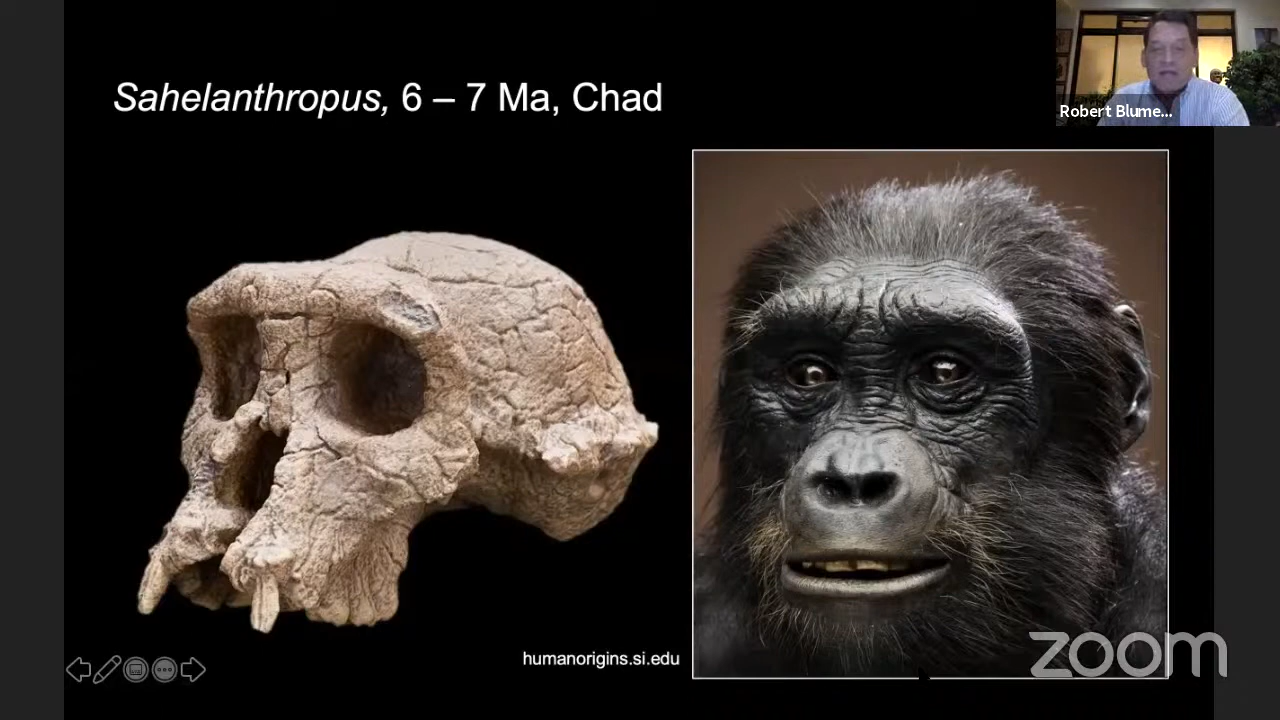 Sahelanthropus, 6 – 7 Ma, Chad
Robert Blume...
humanorigins.si.edu
zoom